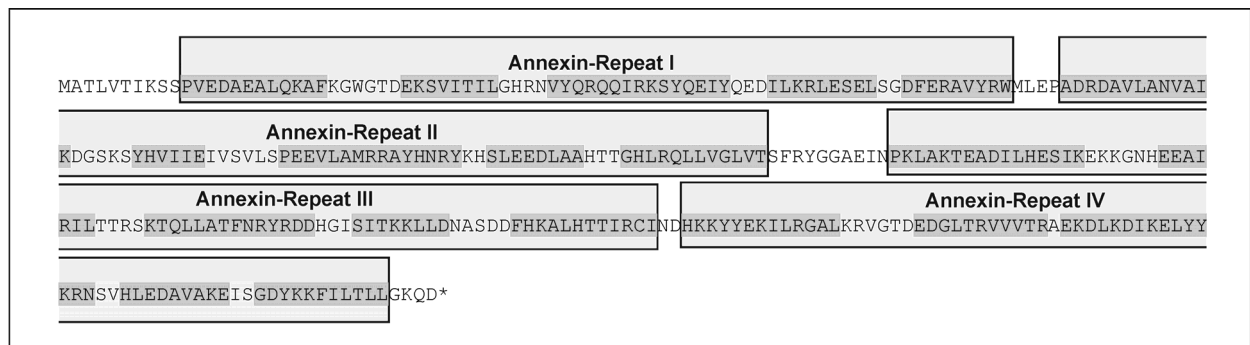 Annexin-Repeat I
MATLVTIKSSPVEDAEALQKAFKGWGTDEKSVITILGHRNVYQRQQIRKSYQEIYQEDILKRLESELSGDFERAVYRWMLEPADRDAVLANVAI
Annexin-Repeat II
KDGSKSYHVIIEIVSVLSPEEVLAMRRAYHNRYKHSLEEDLAAHTTGHLRQLLVGLVTSFRYGGAEINPKLAKTEADILHESIKEKKGNHEEAI
Annexin-Repeat III Annexin-Repeat IV
RILTTRSKTQLLATFNRYRDDHGISITKKLLDNASDDFHKALHTTIRCINDHKKYYEKILRGALKRVGTDEDGLTRVVVTRAEKDLKDIKELYY
KRNSVHLEDAVAKEISGDYKKFILTLLGKQD*